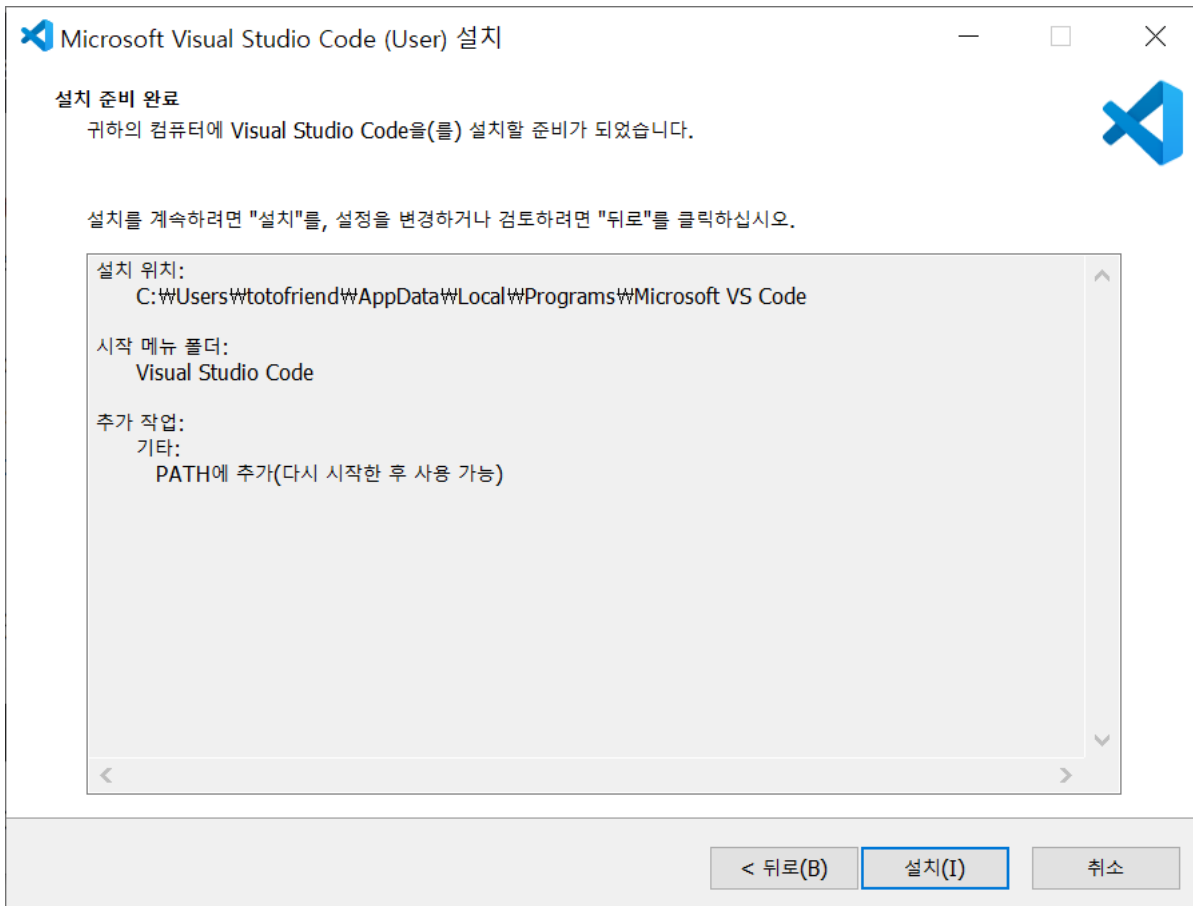 Microsoft Visual Studio Code (User) 설치
설치 준비 완료
귀하의 컴퓨터에 Visual Studio Code을(를) 설치할 준비가 되었습니다.
설치를 계속하려면 "설치"를, 설정을 변경하거나 검토하려면 "뒤로"를 클릭하십시오.
설치 위치:
C:₩Users₩totofriend₩AppData₩Local₩Programs₩Microsoft VS Code
시작 메뉴 폴더:
Visual Studio Code
추가 작업:
기타:
PATH에 추가(다시 시작한 후 사용 가능)
< 뒤로(B) 설치(I) 취소